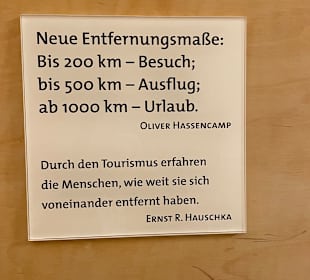 Neue Entfernungsmaße:
Bis 200 km – Besuch;
bis 500 km – Ausflug;
ab 1000 km – Urlaub.
OLIVER HASSENCAMP
Durch den Tourismus erfahren
die Menschen, wie weit sie sich
voneinander entfernt haben.
ERNST R. HAUSCHKA